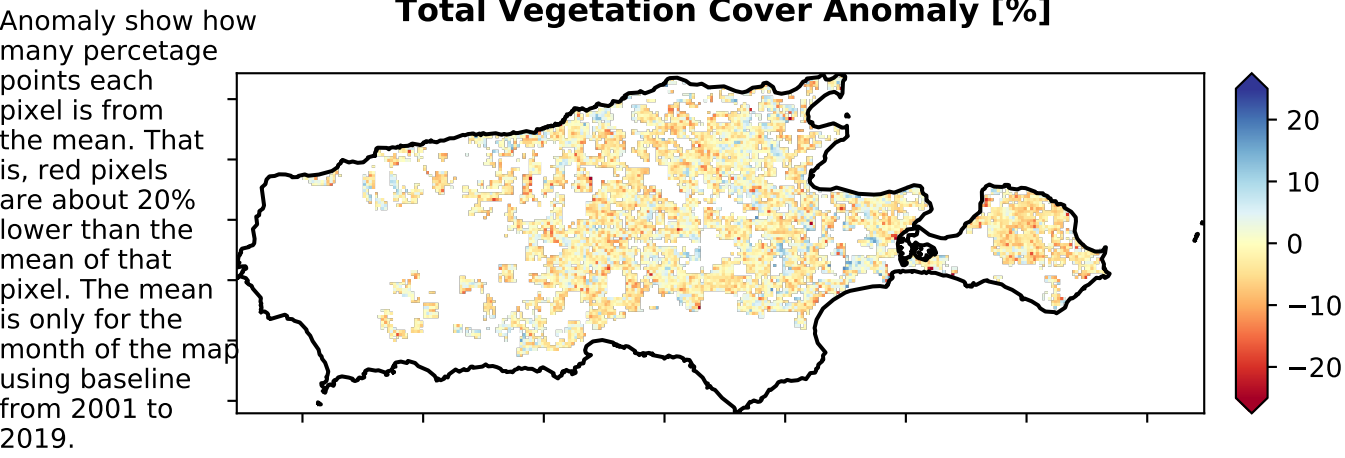 Total Vegetation Cover Anomaly [%]
Anomaly show how
many percetage
points each
pixel is from
the mean. That
is, red pixels
are about 20%
lower than the
mean of that
pixel. The mean
is only for the
month of the map
using baseline
from 2001 to
2019.
20
10
0
−10
−20